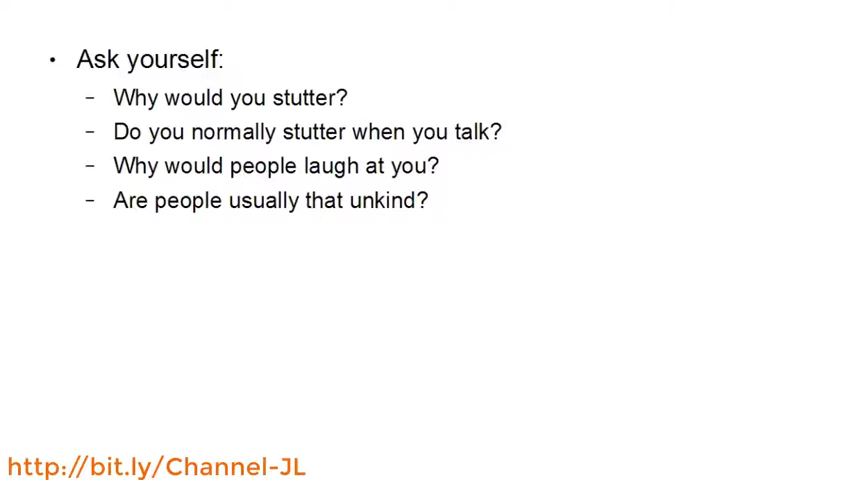 • Ask yourself:
– Why would you stutter?
– Do you normally stutter when you talk?
– Why would people laugh at you?
– Are people usually that unkind?
http://bit.ly/Channel-JL